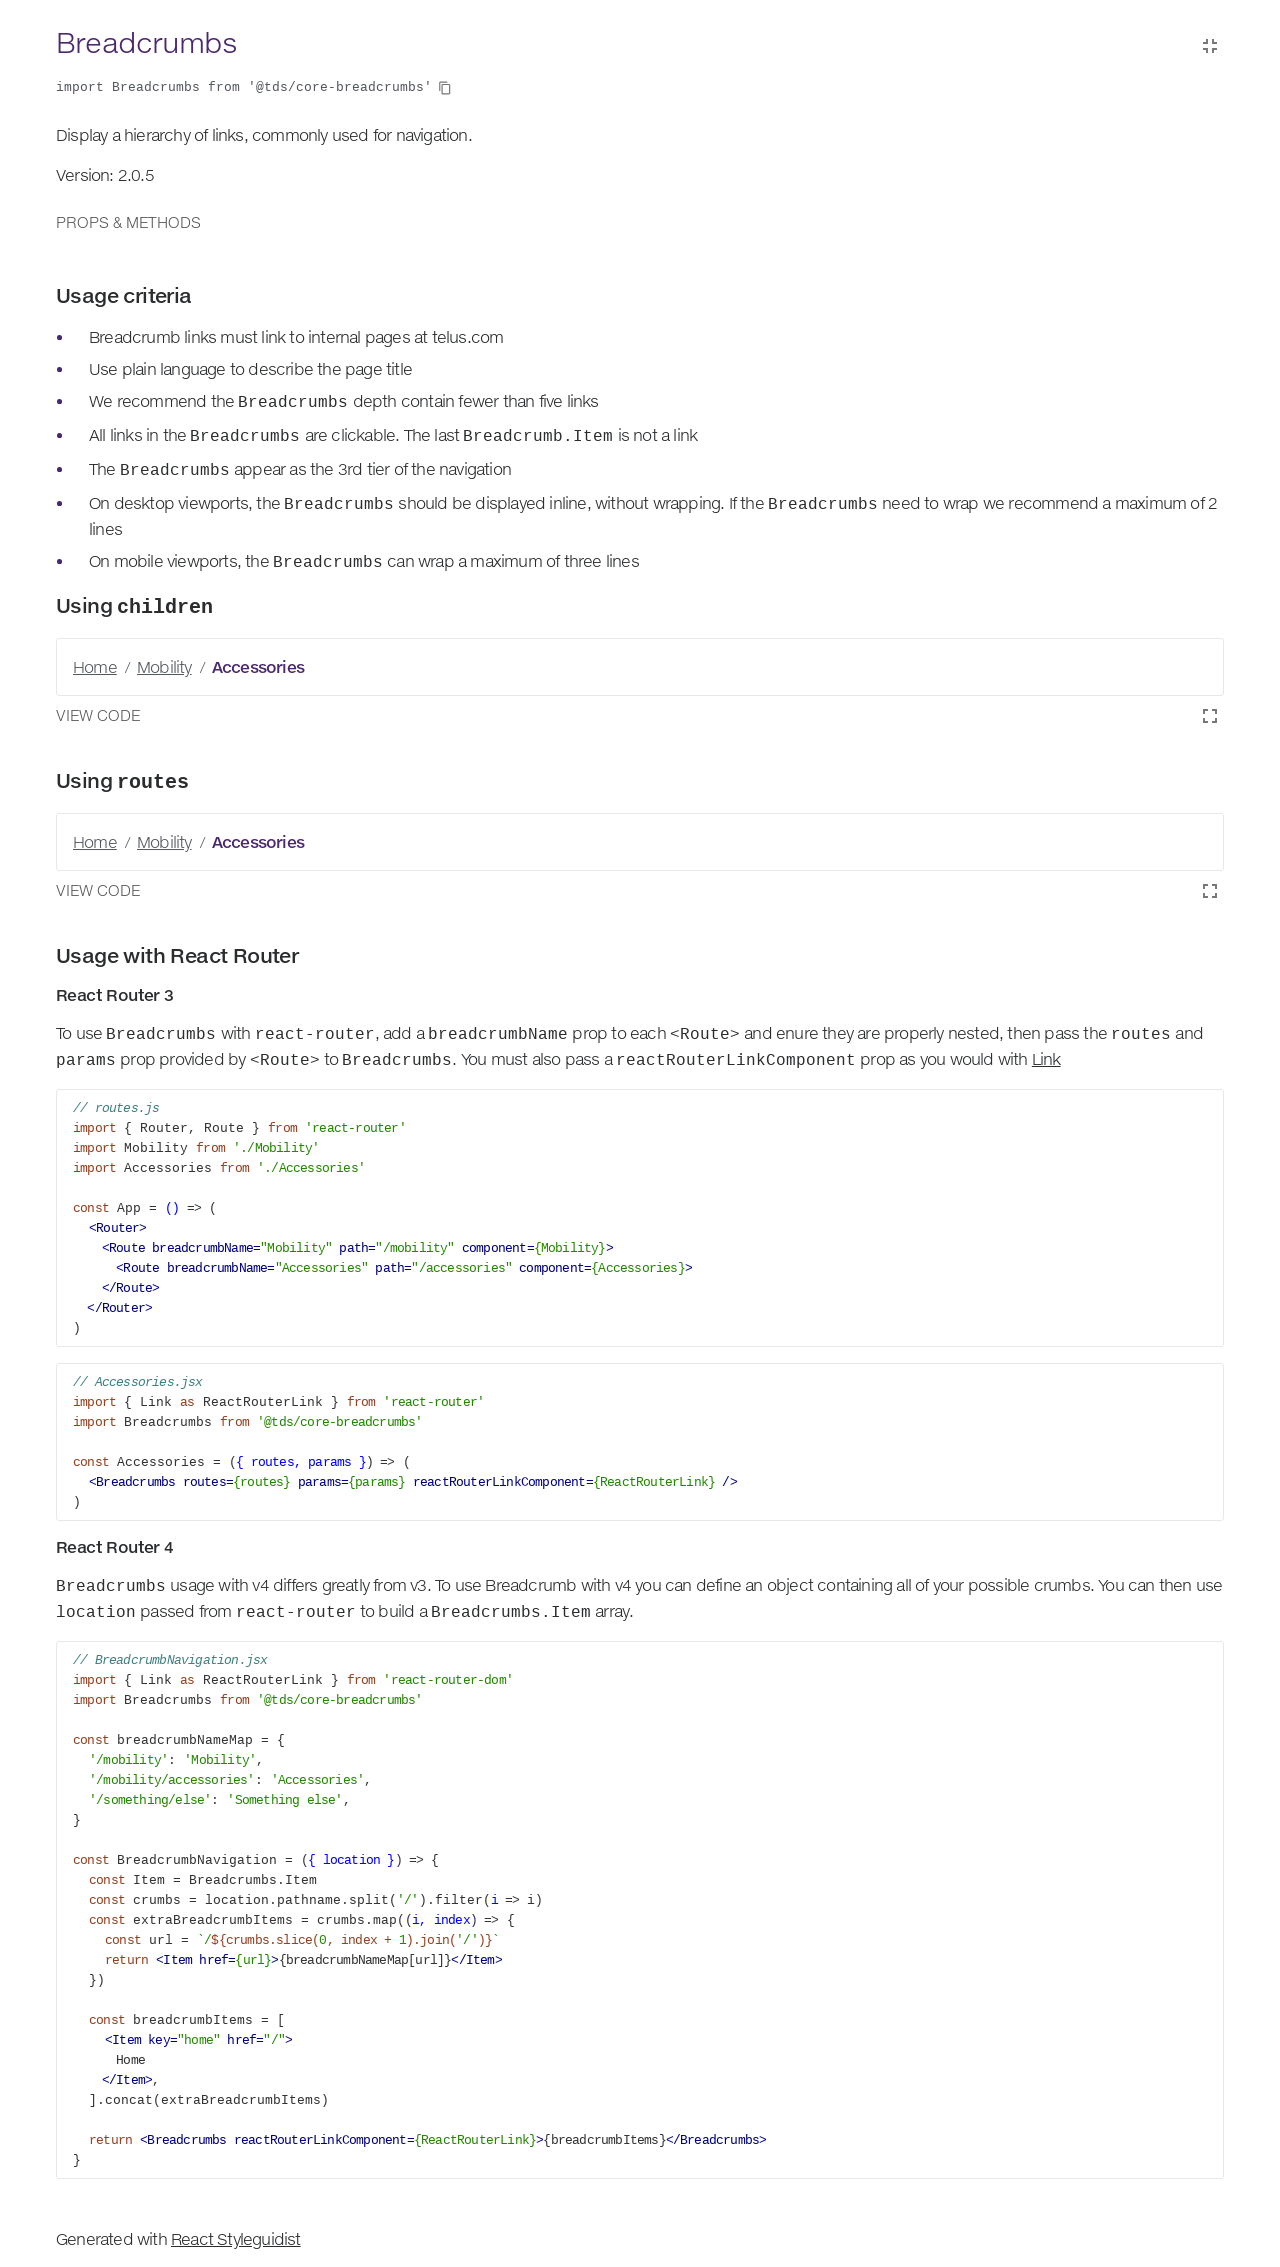 Breadcrumbs
import Breadcrumbs from '@tds/core-breadcrumbs'
Display a hierarchy of links, commonly used for navigation.
Version: 2.0.5
PROPS & METHODS
Usage criteria
• Breadcrumb links must link to internal pages at telus.com
• Use plain language to describe the page title
• We recommend the Breadcrumbs depth contain fewer than five links
• All links in the Breadcrumbs are clickable. The last Breadcrumb.Item is not a link
• The Breadcrumbs appear as the 3rd tier of the navigation
• On desktop viewports, the Breadcrumbs should be displayed inline, without wrapping. If the Breadcrumbs need to wrap we recommend a maximum of 2
lines
• On mobile viewports, the Breadcrumbs can wrap a maximum of three lines
Using children
Home / Mobility / Accessories
VIEW CODE
Using routes
Home / Mobility / Accessories
VIEW CODE
Usage with React Router
React Router 3
To use Breadcrumbs with react-router, add a breadcrumbName prop to each <Route> and enure they are properly nested, then pass the routes and
params prop provided by <Route> to Breadcrumbs. You must also pass a reactRouterLinkComponent prop as you would with Link
// routes.js
import { Router, Route } from 'react-router'
import Mobility from './Mobility'
import Accessories from './Accessories'
const App = () => (
<Router>
<Route breadcrumbName="Mobility" path="/mobility" component={Mobility}>
<Route breadcrumbName="Accessories" path="/accessories" component={Accessories}>
</Route>
</Router>
)
// Accessories.jsx
import { Link as ReactRouterLink } from 'react-router'
import Breadcrumbs from '@tds/core-breadcrumbs'
const Accessories = ({ routes, params }) => (
<Breadcrumbs routes={routes} params={params} reactRouterLinkComponent={ReactRouterLink} />
)
React Router 4
Breadcrumbs usage with v4 differs greatly from v3. To use Breadcrumb with v4 you can define an object containing all of your possible crumbs. You can then use
location passed from react-router to build a Breadcrumbs.Item array.
// BreadcrumbNavigation.jsx
import { Link as ReactRouterLink } from 'react-router-dom'
import Breadcrumbs from '@tds/core-breadcrumbs'
const breadcrumbNameMap = {
'/mobility': 'Mobility',
'/mobility/accessories': 'Accessories',
'/something/else': 'Something else',
}
const BreadcrumbNavigation = ({ location }) => {
const Item = Breadcrumbs.Item
const crumbs = location.pathname.split('/').filter(i => i)
const extraBreadcrumbItems = crumbs.map((i, index) => {
const url = `/${crumbs.slice(0, index + 1).join('/')}`
return <Item href={url}>{breadcrumbNameMap[url]}</Item>
})
const breadcrumbItems = [
<Item key="home" href="/">
Home
</Item>,
].concat(extraBreadcrumbItems)
return <Breadcrumbs reactRouterLinkComponent={ReactRouterLink}>{breadcrumbItems}</Breadcrumbs>
}
Generated with React Styleguidist